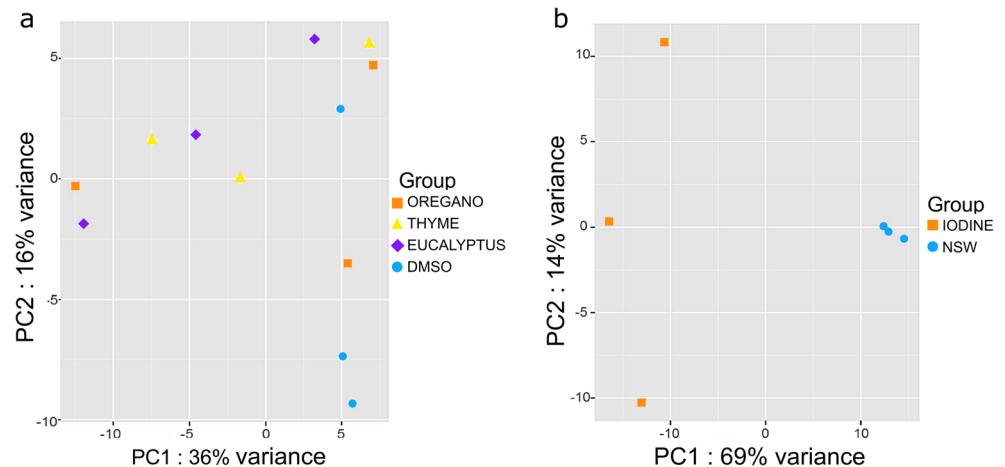 a
5
0
-5
-10
-10
-5
0
5
PC2 : 16% variance
PC1 : 36% variance
Group
OREGANO
THYME
EUCALYPTUS
DMSO
b
10
5
0
-5
-10
-10
0
10
PC2 : 14% variance
PC1 : 69% variance
Group
IODINE
NSW